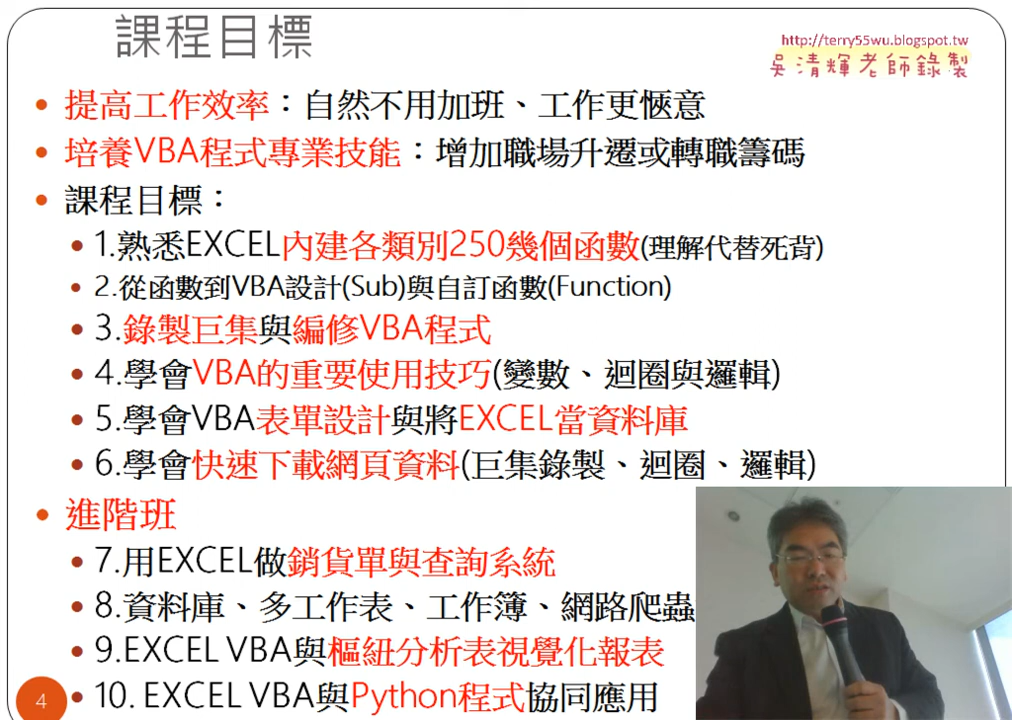 課程目標
http://terry55wu.blogspot.tw
吳清輝老師錄製
• 提高工作效率：自然不用加班、工作更愜意
• 培養VBA程式專業技能：增加職場升遷或轉職籌碼
• 課程目標：
• 1.熟悉EXCEL內建各類別250幾個函數(理解代替死背)
• 2.從函數到VBA設計(Sub)與自訂函數(Function)
• 3.錄製巨集與編修VBA程式
• 4.學會VBA的重要使用技巧(變數、迴圈與邏輯)
• 5.學會VBA表單設計與將EXCEL當資料庫
• 6.學會快速下載網頁資料(巨集錄製、迴圈、邏輯)
• 進階班
• 7.用EXCEL做銷貨單與查詢系統
• 8.資料庫、多工作表、工作簿、網路爬蟲
• 9.EXCEL VBA與樞紐分析表視覺化報表
• 10. EXCEL VBA與Python程式協同應用
4